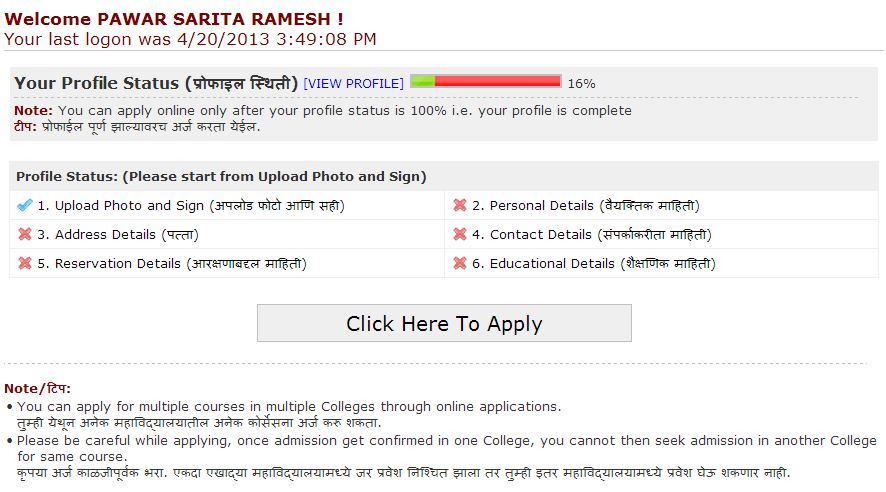 Welcome PAWAR SARITA RAMESH !
Your last logon was 4/20/2013 3:49:08 PM
Your Profile Status (प्रोफाइल स्थिती) [VIEW PROFILE] 16%
Note: You can apply online only after your profile status is 100% i.e. your profile is complete
टीप: प्रोफाईल पूर्ण झाल्यावरच अर्ज करता येईल.
Profile Status: (Please start from Upload Photo and Sign)
1. Upload Photo and Sign (अपलोड फोटो आणि सही)
2. Personal Details (वैयक्तिक माहिती)
3. Address Details (पत्ता)
4. Contact Details (संपर्काकरीता माहिती)
5. Reservation Details (आरक्षणाबद्दल माहिती)
6. Educational Details (शैक्षणिक माहिती)
Click Here To Apply
Note/टिप:
• You can apply for multiple courses in multiple Colleges through online applications.
तुम्ही येथून अनेक महाविद्यालयातील अनेक कोर्सेसना अर्ज करु शकता.
• Please be careful while applying, once admission get confirmed in one College, you cannot then seek admission in another College
for same course.
कृपया अर्ज काळजीपूर्वक भरा. एकदा एखाद्या महाविद्यालयामध्ये जर प्रवेश निश्चित झाला तर तुम्ही इतर महाविद्यालयामध्ये प्रवेश घेऊ शकणार नाही.